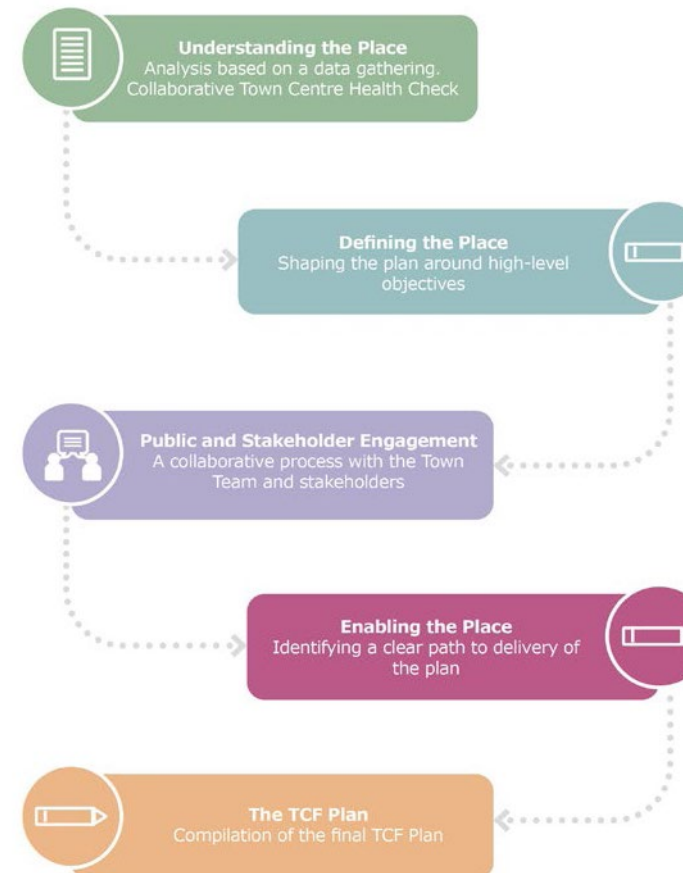 Understanding the Place
Analysis based on a data gathering.
Collaborative Town Centre Health Check
Defining the Place
Shaping the plan around high-level
objectives
Public and Stakeholder Engagement
A collaborative process with the Town
Team and stakeholders
Enabling the Place
Identifying a clear path to delivery of
the plan
The TCF Plan
Compilation of the final TCF Plan